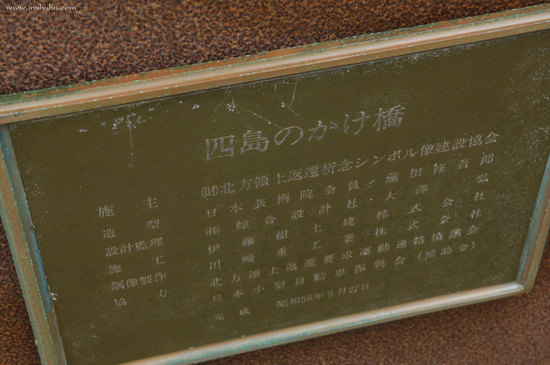 www.muhuhu.com
四島のかけ橋
施主 ㈶北方領土返還祈念シンボル像建設協会
造型 日本芸術院会員・蓮田修吾郎
設計監理 ㈱綜合設計社・大澤弘
施工 伊藤組土建株式会社
鋼像製作 川崎重工業株式会社
協力 北方領土返還要求運動連絡協議会
日本小型自動車振興会(補助金)
完成 昭和56年9月27日